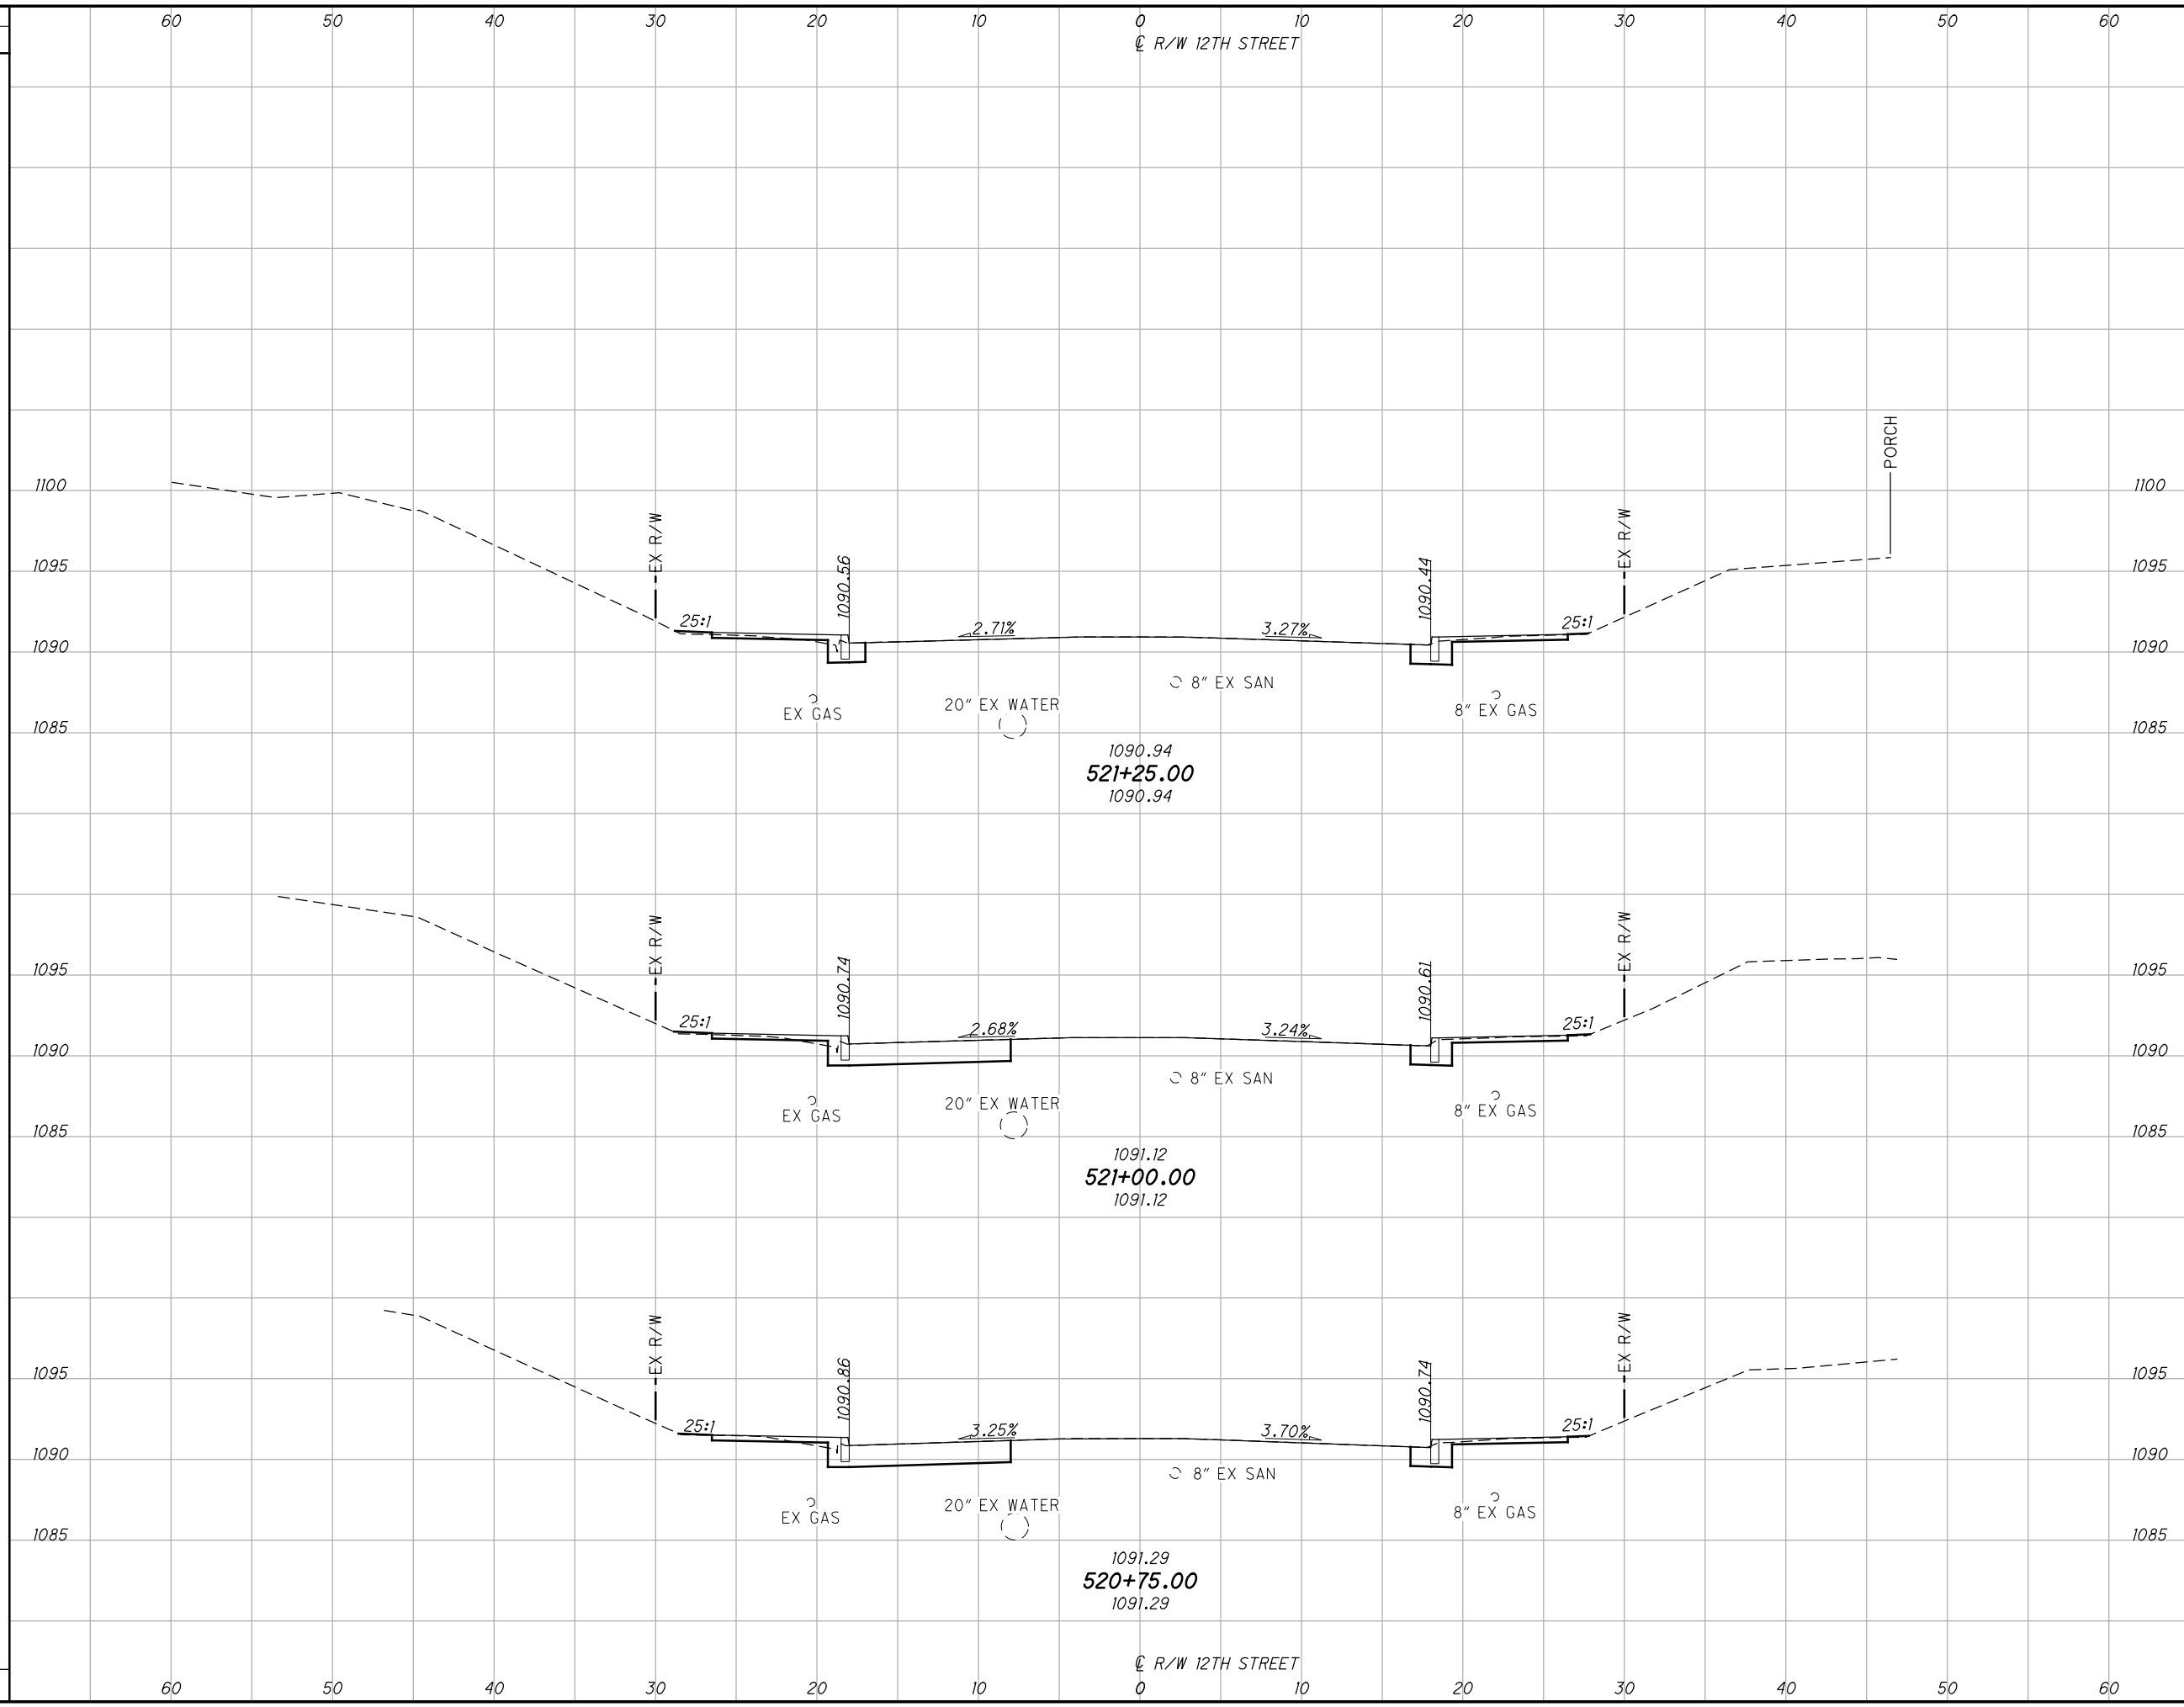 60 50 40 30 20 10 0 10 20 30 40 50 60
℄ R/W 12TH STREET
PORCH
1100 1100
EX R/W EX R/W
1095 1090.56 1090.44 1095
25:1 2.71% 3.27% 25:1
1090 1090
8" EX SAN
EX GAS 20" EX WATER 8" EX GAS
1085 1085
1090.94
521+25.00
1090.94
EX R/W EX R/W
1095 1090.74 1090.61 1095
25:1 2.68% 3.24% 25:1
1090 1090
8" EX SAN
EX GAS 20" EX WATER 8" EX GAS
1085 1085
1091.12
521+00.00
1091.12
EX R/W EX R/W
1095 1090.86 1090.74 1095
25:1 3.25% 3.70% 25:1
1090 1090
8" EX SAN
EX GAS 20" EX WATER 8" EX GAS
1085 1085
1091.29
520+75.00
1091.29
℄ R/W 12TH STREET
60 50 40 30 20 10 0 10 20 30 40 50 60